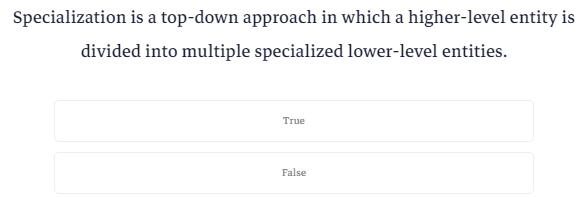 Specialization is a top-down approach in which a higher-level entity is
divided into multiple specialized lower-level entities.
True
False